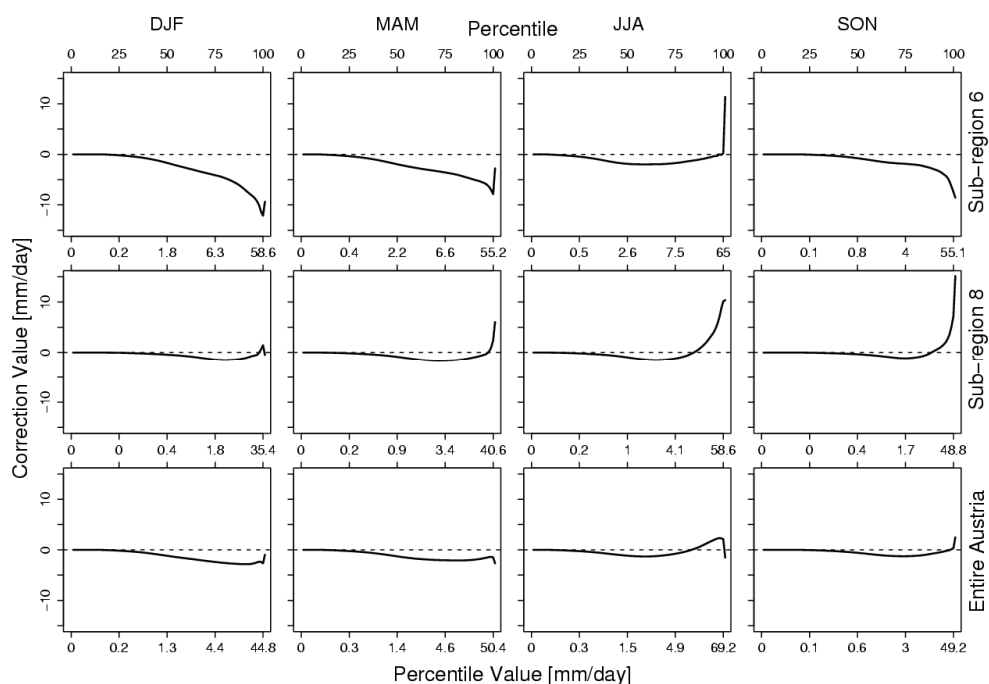 DJF MAM Percentile JJA SON
0 25 50 75 100 0 25 50 75 100 0 25 50 75 100 0 25 50 75 100
10 0 -10
Sub-region 6
0 0.2 1.8 6.3 58.6 0 0.4 2.2 6.6 55.2 0 0.5 2.6 7.5 65 0 0.1 0.8 4 55.1
Correction Value [mm/day]
10 0 -10
Sub-region 8
0 0 0.4 1.8 35.4 0 0.2 0.9 3.4 40.6 0 0.2 1 4.1 58.6 0 0 0.4 1.7 48.8
10 0 -10
Entire Austria
0 0.2 1.3 4.4 44.8 0 0.3 1.4 4.6 50.4 0 0.3 1.5 4.9 69.2 0 0.1 0.6 3 49.2
Percentile Value [mm/day]